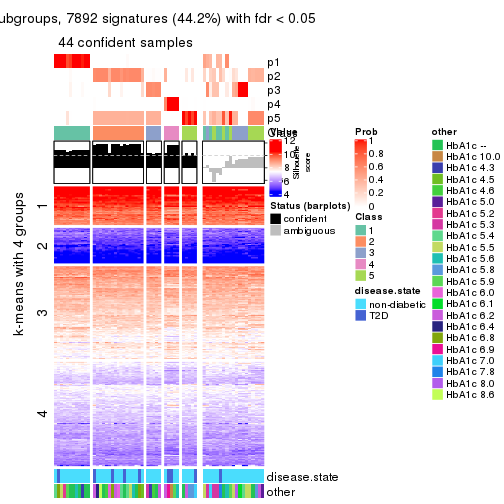 ubgroups, 7892 signatures (44.2%) with fdr < 0.05
44 confident samples
p1
p2
p3
p4
p5
Class
1
2
3
4
k-means with 4 groups
disease.state
other
Value
12
10
8
6
4
Silhouette
score
Status (barplots)
confident
ambiguous
Prob
1
0.8
0.6
0.4
0.2
0
Class
1
2
3
4
5
disease.state
non-diabetic
T2D
other
HbA1c --
HbA1c 10.0
HbA1c 4.3
HbA1c 4.5
HbA1c 4.6
HbA1c 5.0
HbA1c 5.2
HbA1c 5.3
HbA1c 5.4
HbA1c 5.5
HbA1c 5.6
HbA1c 5.8
HbA1c 5.9
HbA1c 6.0
HbA1c 6.1
HbA1c 6.2
HbA1c 6.4
HbA1c 6.8
HbA1c 6.9
HbA1c 7.0
HbA1c 7.8
HbA1c 8.0
HbA1c 8.6